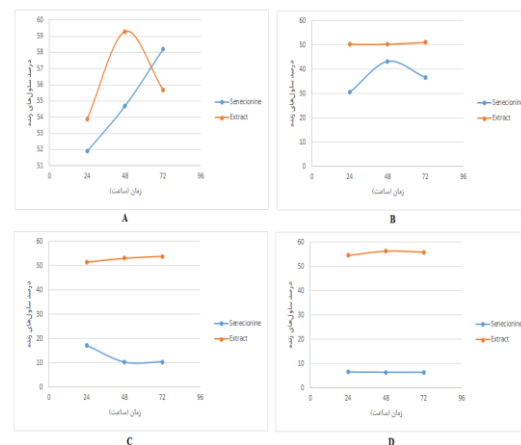 60
59
58
57
56
55
54
53
52
51
درصد سلول‌های زنده
0 24 48 72 96
زمان (ساعت)
Senecionine
Extract
A
60
50
40
30
20
10
0
درصد سلول‌های زنده
0 24 48 72 96
زمان (ساعت)
Senecionine
Extract
B
60
50
40
30
20
10
0
درصد سلول‌های زنده
0 24 48 72 96
زمان (ساعت)
Senecionine
Extract
C
60
50
40
30
20
10
0
درصد سلول‌های زنده
0 24 48 72 96
زمان (ساعت)
Senecionine
Extract
D